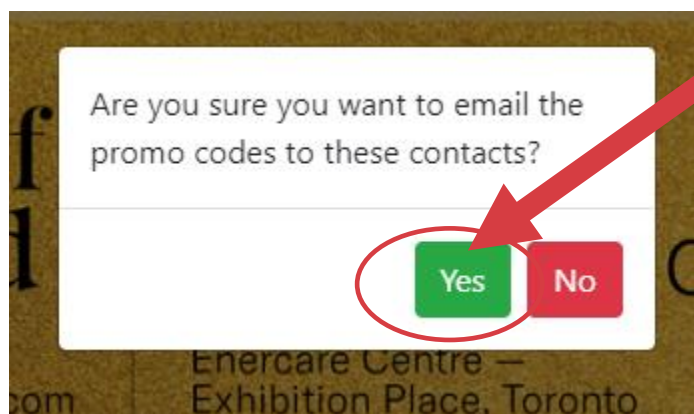 Are you sure you want to email the
promo codes to these contacts?
Yes No
Enercare Centre —
com Exhibition Place, Toronto